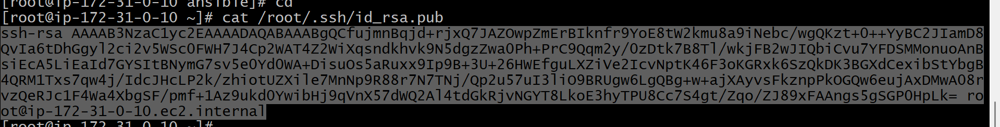 [root@ip-172-31-0-10 ansible]# cd
[root@ip-172-31-0-10 ~]# cat /root/.ssh/id_rsa.pub
ssh-rsa AAAAB3NzaC1yc2EAAAADAQABAAABgQCfujmnBqjd+rjxQ7JAZOwpZmErBIknfr9YoE8tW2kmu8a9iNebc/wgQKzt+O++YyBC2JIamD8
QvIa6tDhGgyl2ci2v5WSc0FWH7J4Cp2WAT4Z2WiXqsndkhvk9N5dgzZwa0Ph+PrC9Qqm2y/0zDtk7B8Tl/wkjFB2wJIQbiCvu7YFDSMMonuoAnB
siEcA5LiEaId7GYSItBNymG7sv5e0Yd0WA+DisuOs5aRuxx9Ip9B+3U+26HWEfguLXZiVe2IcvNptK46F3oKGRxk6SzQkDK3BGXdCexibStYbgB
4QRM1Txs7qw4j/IdcJHcLP2k/zhiotUZXile7MnNp9R88r7N7TNj/Qp2u57uI3liO9BRUgw6LgQBg+w+ajXAyvsFkznpPkOGQw6eujAxDMwA08r
vzQeRJc1F4Wa4XbgSF/pmf+1Az9ukd0YwibHj9qVnX57dWQ2Al4tdGkRjvNGYT8LkoE3hyTPU8Cc7S4gt/Zqo/ZJ89xFAAngs5gSGP0HpLk= ro
ot@ip-172-31-0-10.ec2.internal
[root@ip-172-31-0-10 ~]#